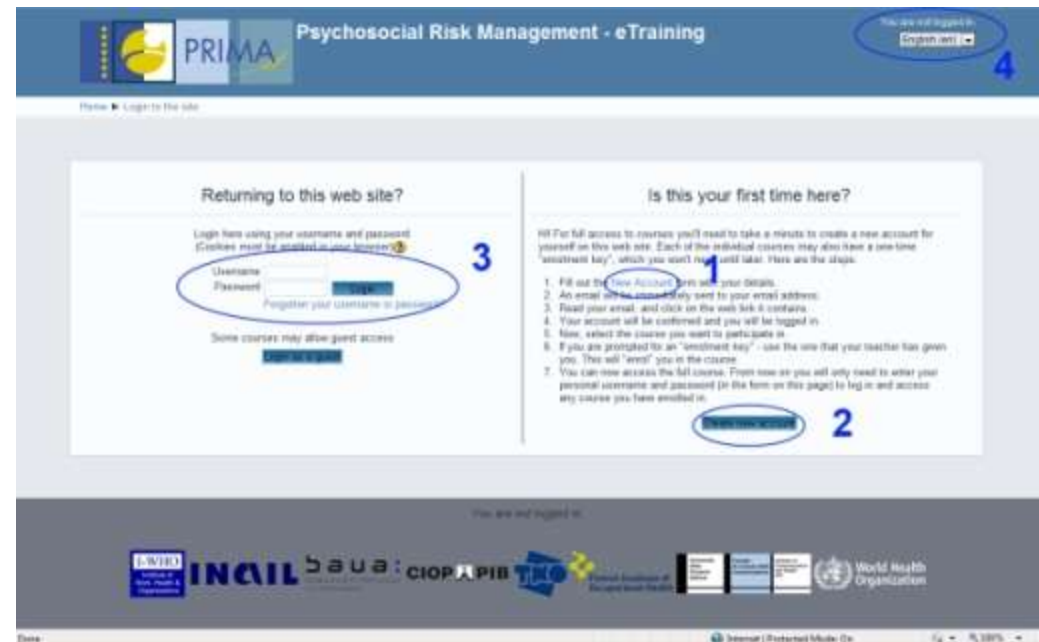 PRIMA
Psychosocial Risk Management - eTraining
You are not logged in
English (en)
4
Home ► Login to the site
Returning to this web site?
Login here using your username and password
(Cookies must be enabled in your browser)
3
Username
Password
Login
Forgotten your username or password?
Some courses may allow guest access
Login as a guest
Is this your first time here?
Hi! For full access to courses you'll need to take a minute to create a new account for
yourself on this web site. Each of the individual courses may also have a one-time
"enrolment key", which you won't need until later. Here are the steps:
1
1. Fill out the New Account form with your details.
2. An email will be immediately sent to your email address.
3. Read your email, and click on the web link it contains.
4. Your account will be confirmed and you will be logged in.
5. Now, select the course you want to participate in.
6. If you are prompted for an "enrolment key" - use the one that your teacher has given
you. This will "enrol" you in the course.
7. You can now access the full course. From now on you will only need to enter your
personal username and password (in the form on this page) to log in and access
any course you have enrolled in.
Create new account
2
You are not logged in
I-WHO
Institute of
Work, Health &
Organisations
INAIL
baua:
CIOP PIB
TNO
World Health
Organization
Done
Internet | Protected Mode: On
100%